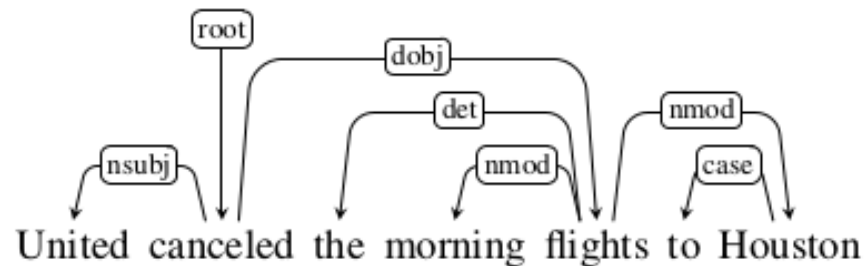 root
dobj
det nmod
nsubj nmod case
United canceled the morning flights to Houston